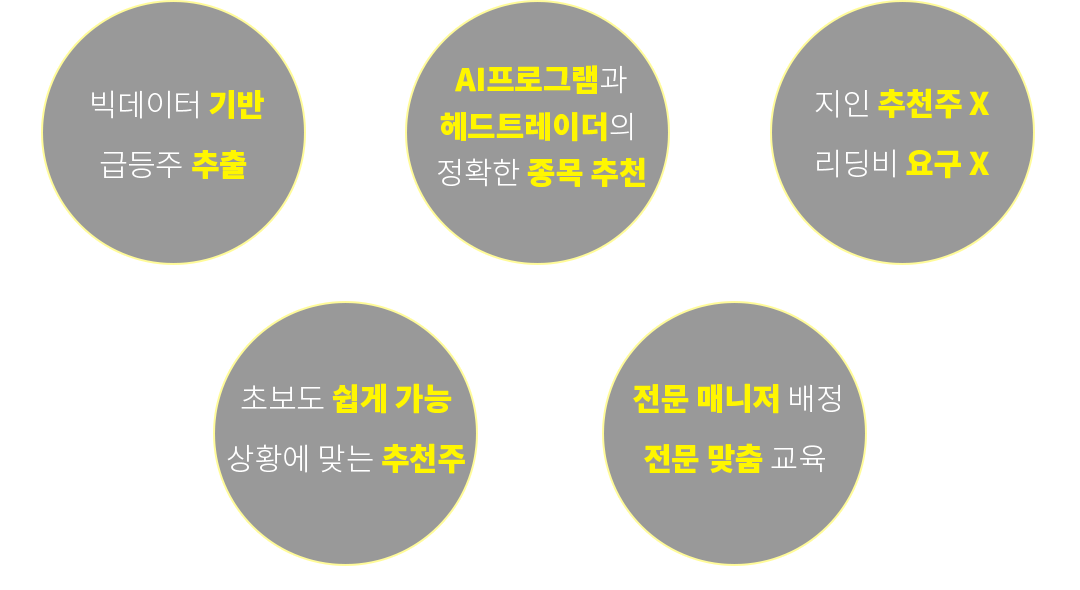 빅데이터 기반
급등주 추출
AI프로그램과
헤드트레이더의
정확한 종목 추천
지인 추천주 X
리딩비 요구 X
초보도 쉽게 가능
상황에 맞는 추천주
전문 매니저 배정
전문 맞춤 교육